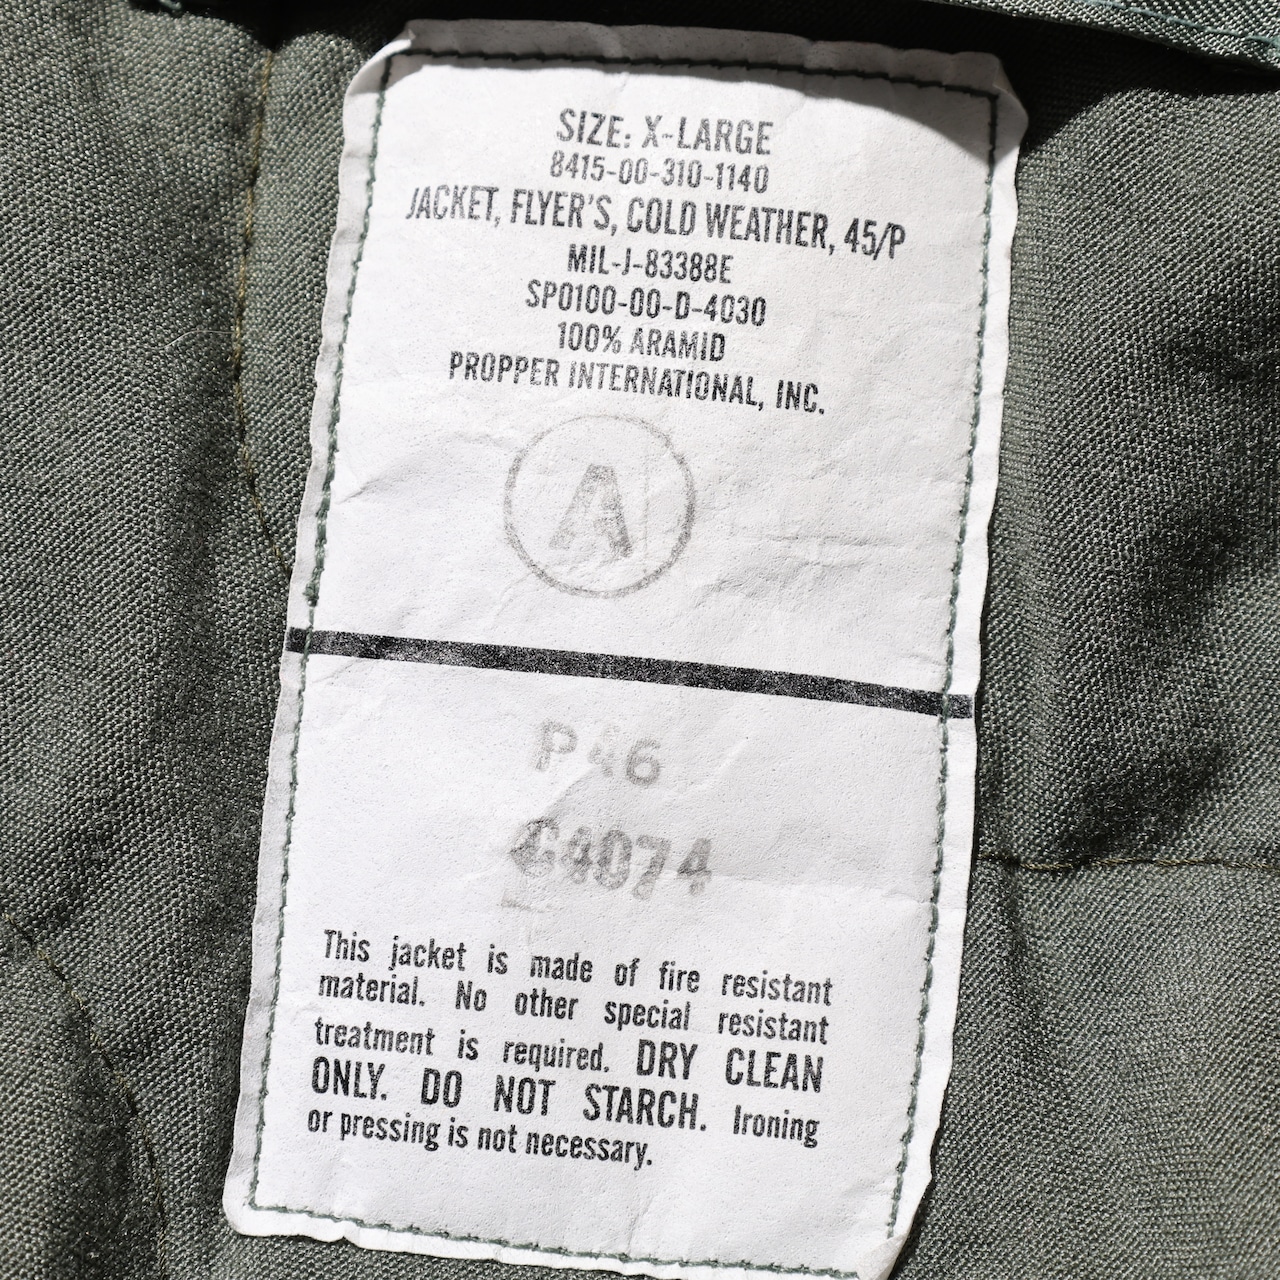 SIZE: X-LARGE
8415-00-310-1140
JACKET, FLYER'S, COLD WEATHER, 45/P
MIL-J-83388E
SP0100-00-D-4030
100% ARAMID
PROPPER INTERNATIONAL, INC.
A
P 46
C4074
This jacket is made of fire resistant
material. No other special resistant
treatment is required. DRY CLEAN
ONLY. DO NOT STARCH. Ironing
or pressing is not necessary.